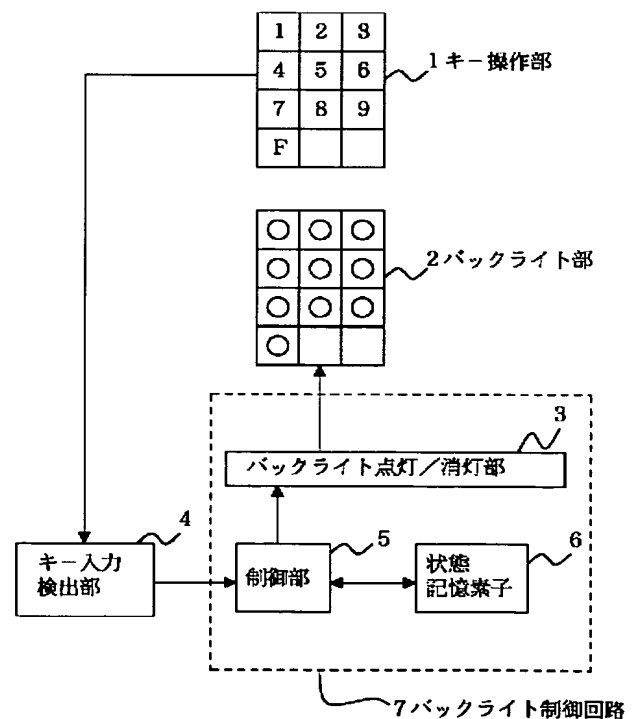 1 2 3
4 5 6
7 8 9
F
1キー操作部
2バックライト部
3
バックライト点灯／消灯部
4
キー入力
検出部
5
制御部
6
状態
記憶素子
7バックライト制御回路